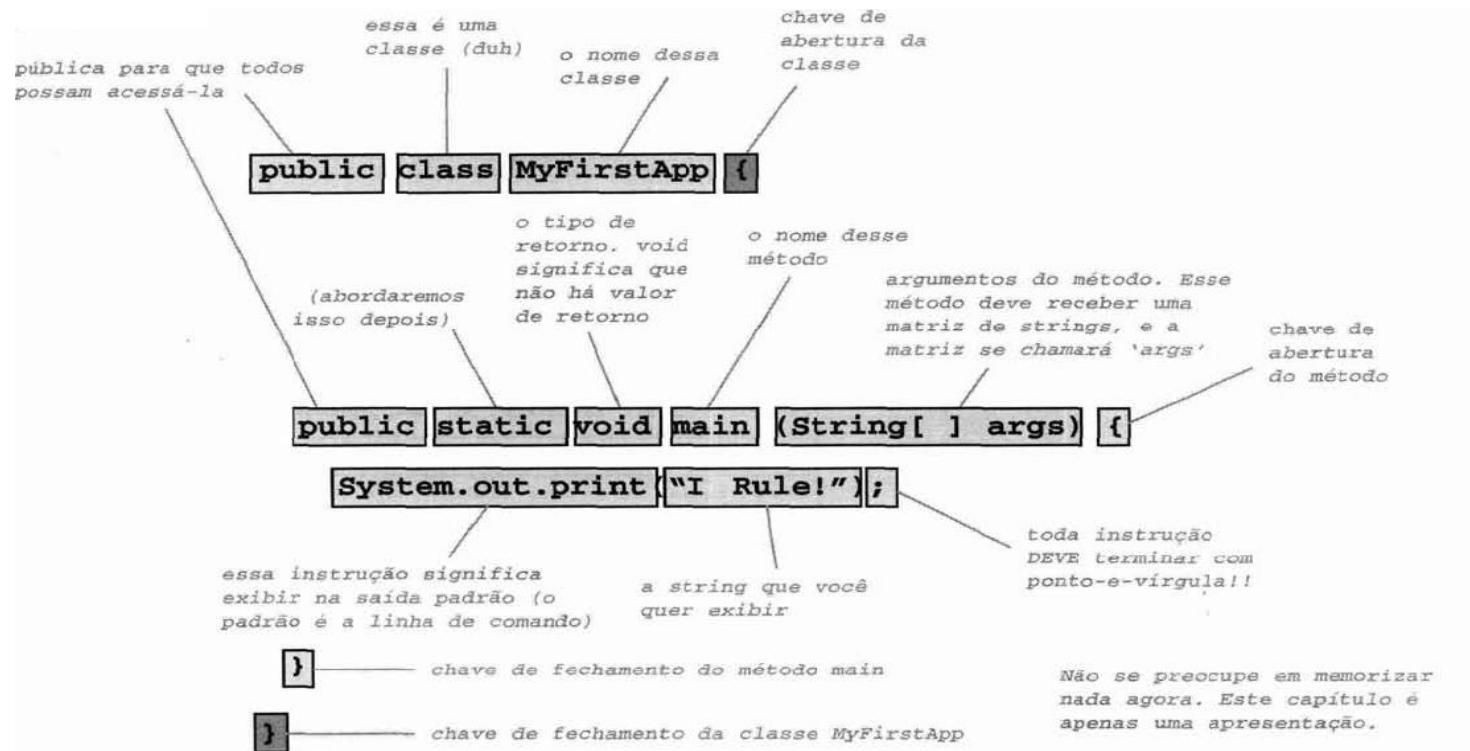 essa é uma
classe (duh)
chave de
abertura da
classe
o nome dessa
classe
pública para que todos
possam acessá-la
public class MyFirstApp {
o tipo de
retorno. void
significa que
não há valor
de retorno
o nome desse
método
(abordaremos
isso depois)
argumentos do método. Esse
método deve receber uma
matriz de strings, e a
matriz se chamará 'args'
chave de
abertura
do método
public static void main (String[ ] args) {
System.out.print("I Rule!");
toda instrução
DEVE terminar com
ponto-e-vírgula!!
essa instrução significa
exibir na saída padrão (o
padrão é a linha de comando)
a string que você
quer exibir
} chave de fechamento do método main
} chave de fechamento da classe MyFirstApp
Não se preocupe em memorizar
nada agora. Este capítulo é
apenas uma apresentação.